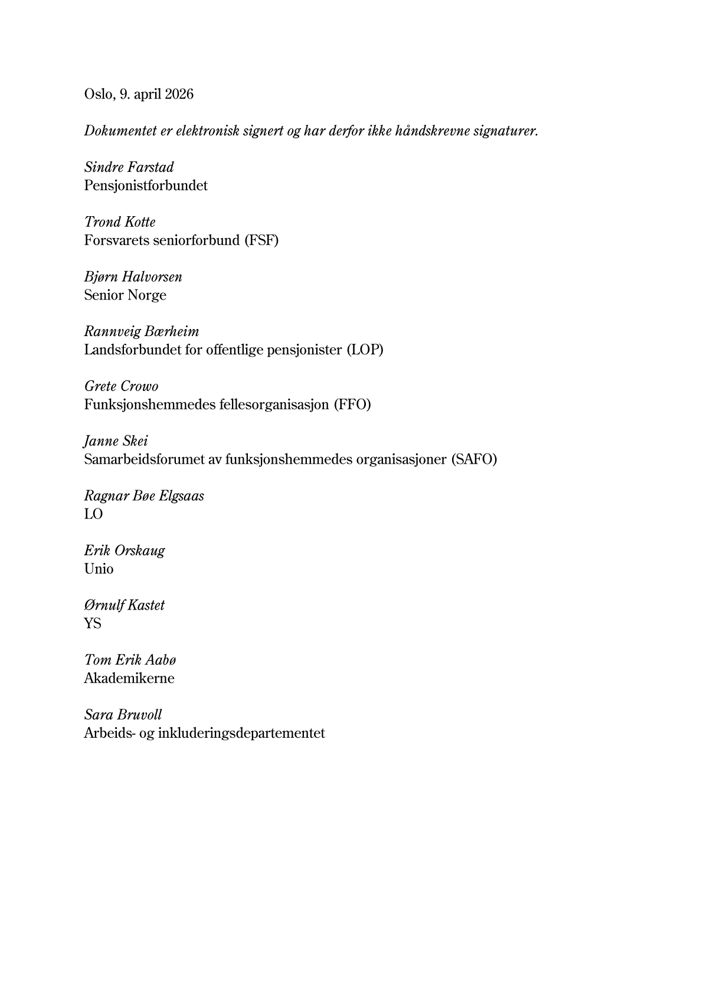 Oslo, 9. april 2026
Dokumentet er elektronisk signert og har derfor ikke håndskrevne signaturer.
Sindre Farstad
Pensjonistforbundet
Trond Kotte
Forsvarets seniorforbund (FSF)
Bjørn Halvorsen
Senior Norge
Rannveig Bærheim
Landsforbundet for offentlige pensjonister (LOP)
Grete Crowo
Funksjonshemmedes fellesorganisasjon (FFO)
Janne Skei
Samarbeidsforumet av funksjonshemmedes organisasjoner (SAFO)
Ragnar Bøe Elgsaas
LO
Erik Orskaug
Unio
Ørnulf Kastet
YS
Tom Erik Aabø
Akademikerne
Sara Bruvoll
Arbeids- og inkluderingsdepartementet